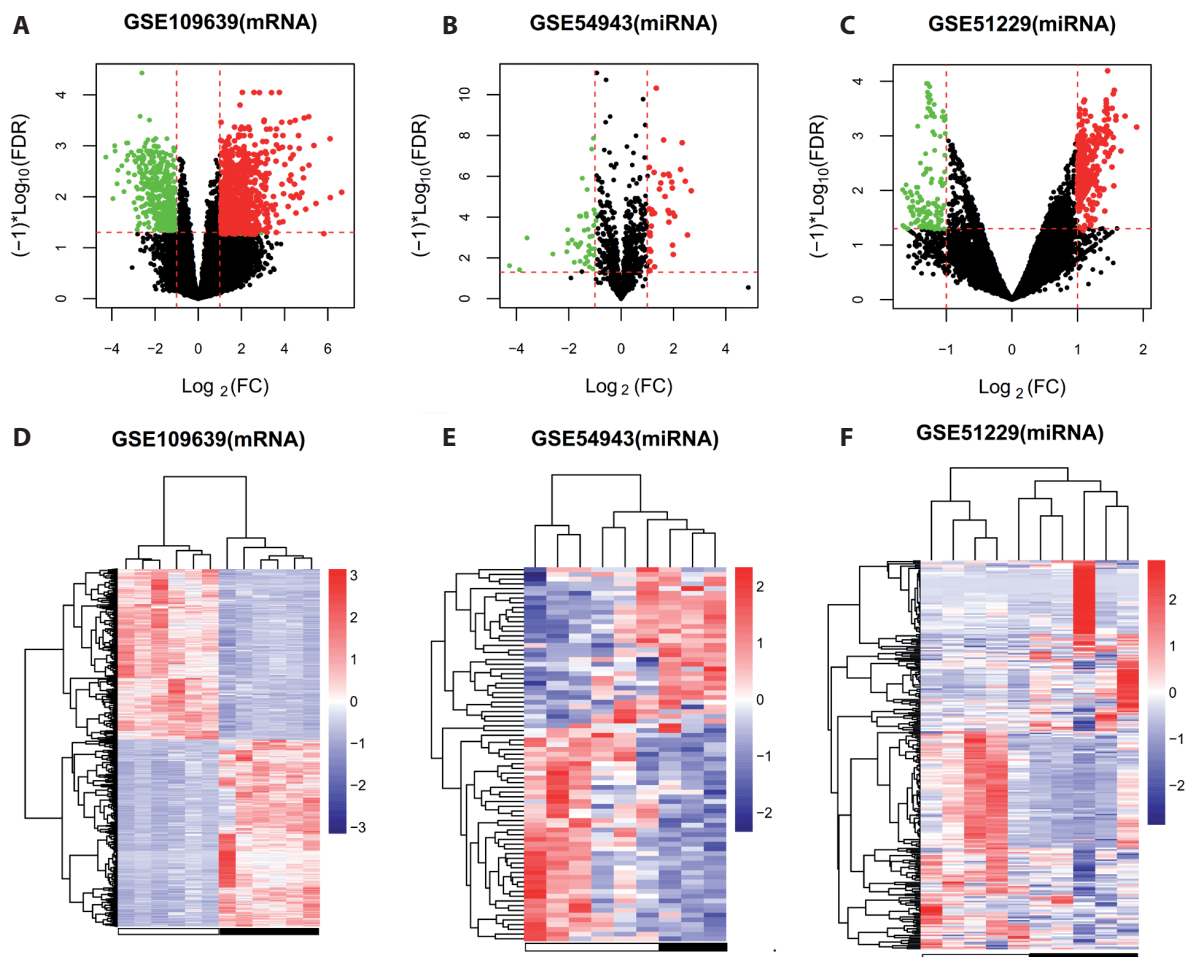 A
GSE109639(mRNA)
(−1)*Log10(FDR)
4
3
2
1
0
−4 −2 0 2 4 6
Log 2 (FC)
B
GSE54943(miRNA)
(−1)*Log10(FDR)
10
8
6
4
2
0
−4 −2 0 2 4
Log 2 (FC)
C
GSE51229(miRNA)
(−1)*Log10(FDR)
4
3
2
1
0
−1 0 1 2
Log 2 (FC)
D
GSE109639(mRNA)
3
2
1
0
−1
−2
−3
E
GSE54943(miRNA)
2
1
0
−1
−2
F
GSE51229(miRNA)
2
1
0
−1
−2